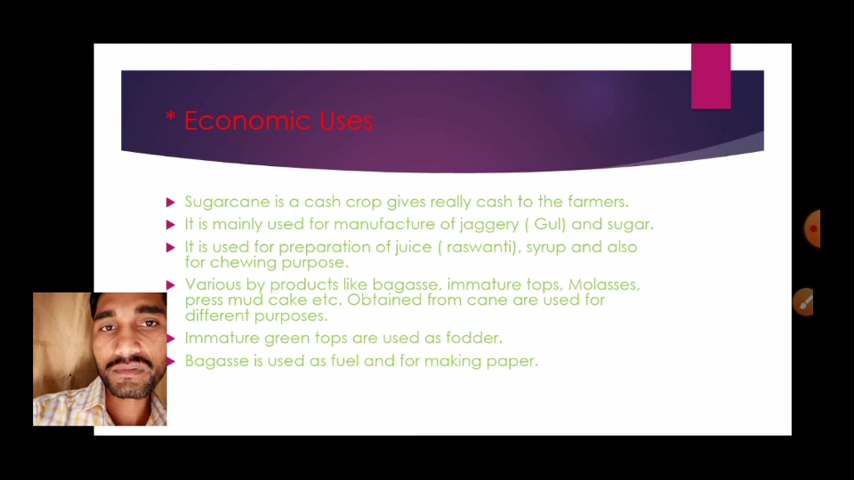 * Economic Uses
Sugarcane is a cash crop gives really cash to the farmers.
It is mainly used for manufacture of jaggery ( Gul) and sugar.
It is used for preparation of juice ( raswanti), syrup and also
for chewing purpose.
Various by products like bagasse, immature tops, Molasses,
press mud cake etc. Obtained from cane are used for
different purposes.
Immature green tops are used as fodder.
Bagasse is used as fuel and for making paper.